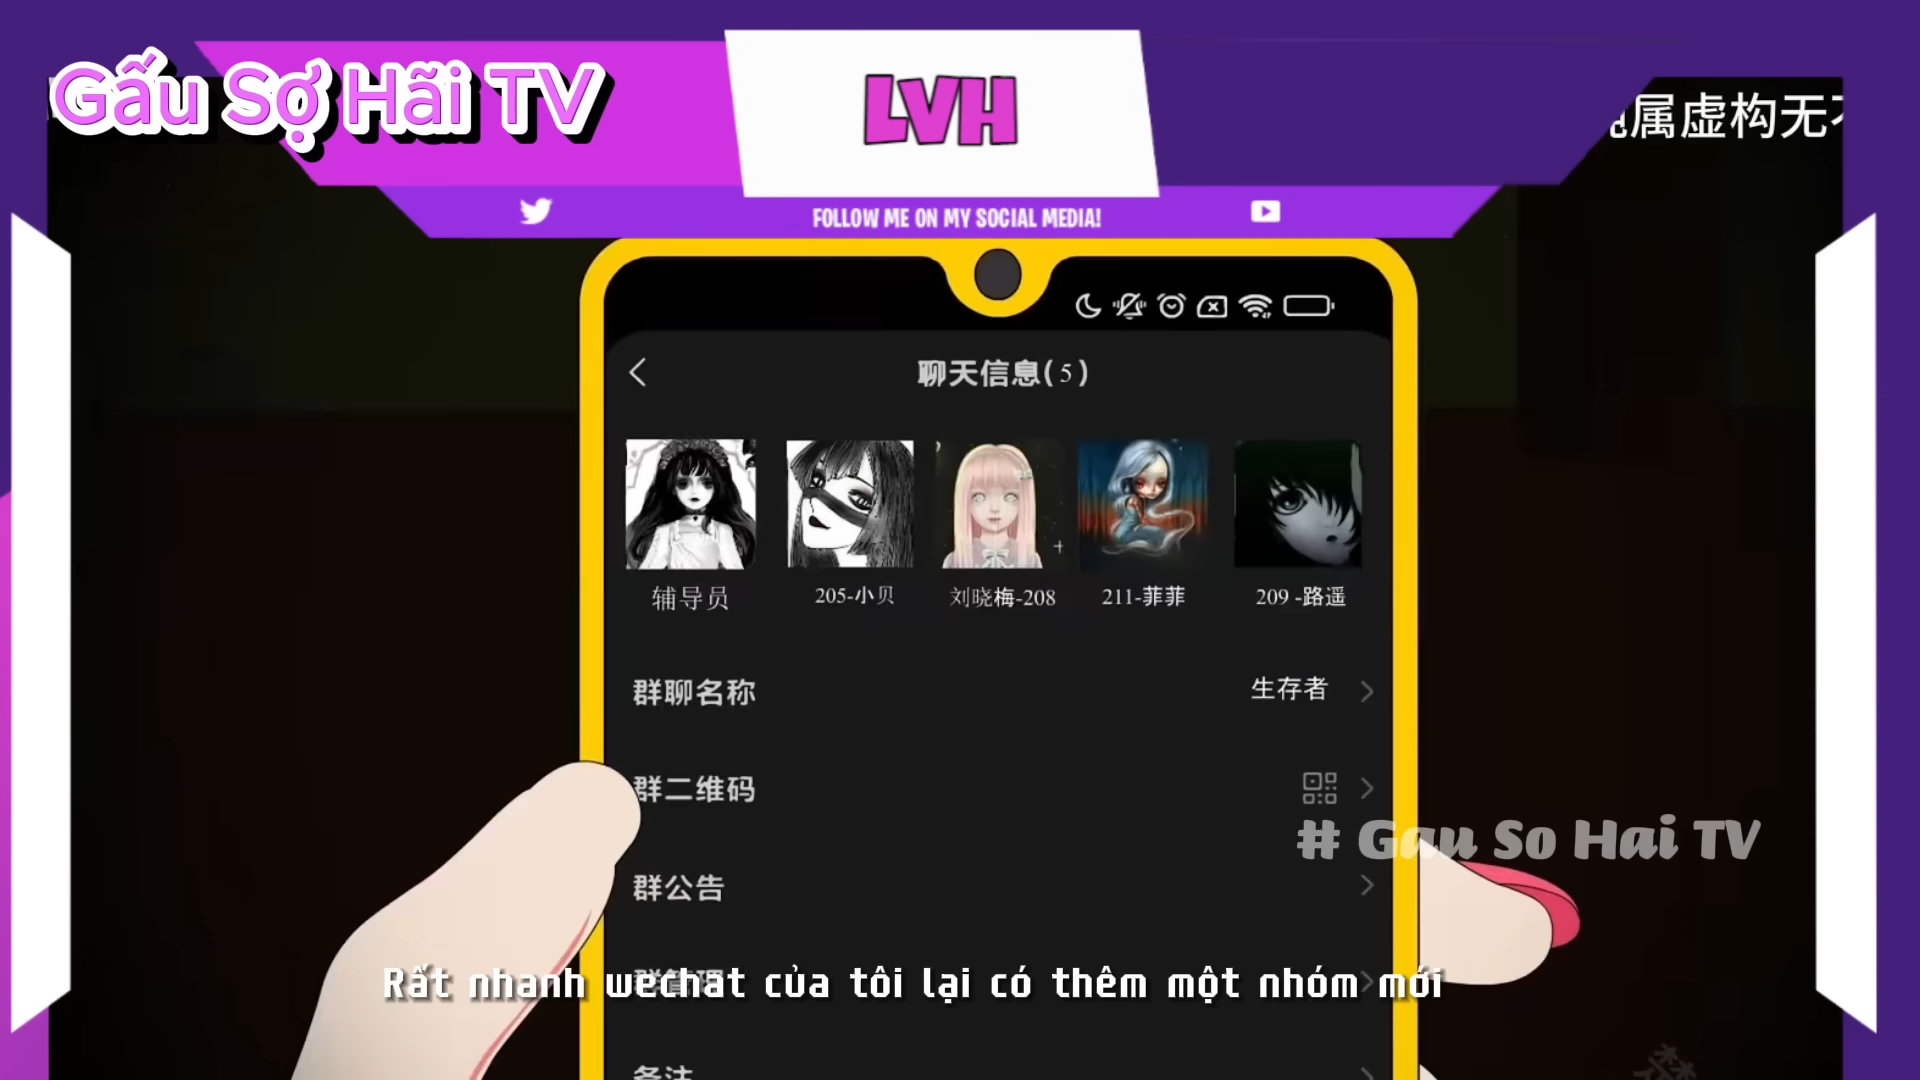 Gấu Sợ Hãi TV
LVH
属虚构无
FOLLOW ME ON MY SOCIAL MEDIA!
聊天信息(5)
辅导员
205-小贝
刘晓梅-208
211-菲菲
209 -路遥
群聊名称
生存者
群二维码
# Gau So Hai TV
群公告
Rất nhanh wechat của tôi lại có thêm một nhóm mới
备注